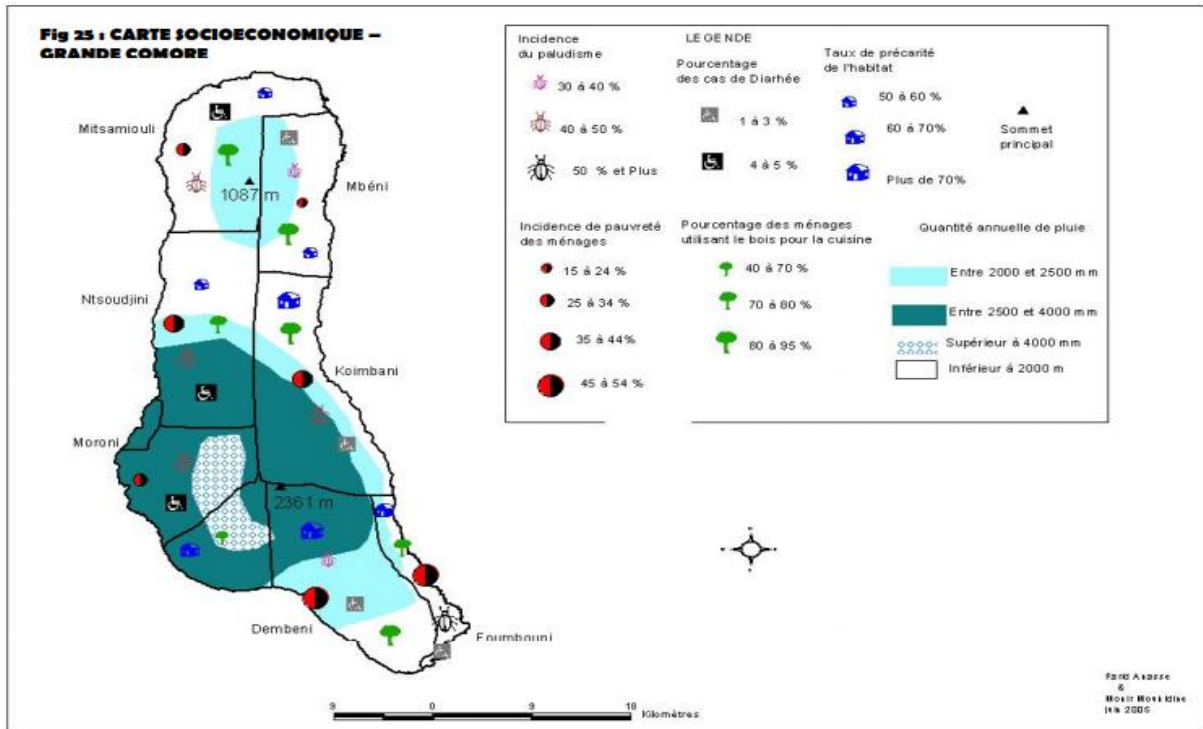 Fig 25 : CARTE SOCIOECONOMIQUE –
GRANDE COMORE
Mitsamiouli
Mbéni
1087 m
Ntsoudjini
Koimbani
Moroni
2361 m
Dembeni
Foumbouni
LEGENDE
Incidence
du paludisme
30 à 40 %
40 à 50 %
50 % et Plus
Pourcentage
des cas de Diarhée
1 à 3 %
4 à 5 %
Taux de précarité
de l'habitat
50 à 60 %
60 à 70%
Plus de 70%
Sommet
principal
Incidence de pauvreté
des ménages
15 à 24 %
25 à 34 %
35 à 44%
45 à 54 %
Pourcentage des ménages
utilisant le bois pour la cuisine
40 à 70 %
70 à 80 %
80 à 95 %
Quantité annuelle de pluie
Entre 2000 et 2500 mm
Entre 2500 et 4000 mm
Supérieur à 4000 mm
Inférieur à 2000 m
9 0 9 18
Kilomètres
&
2005